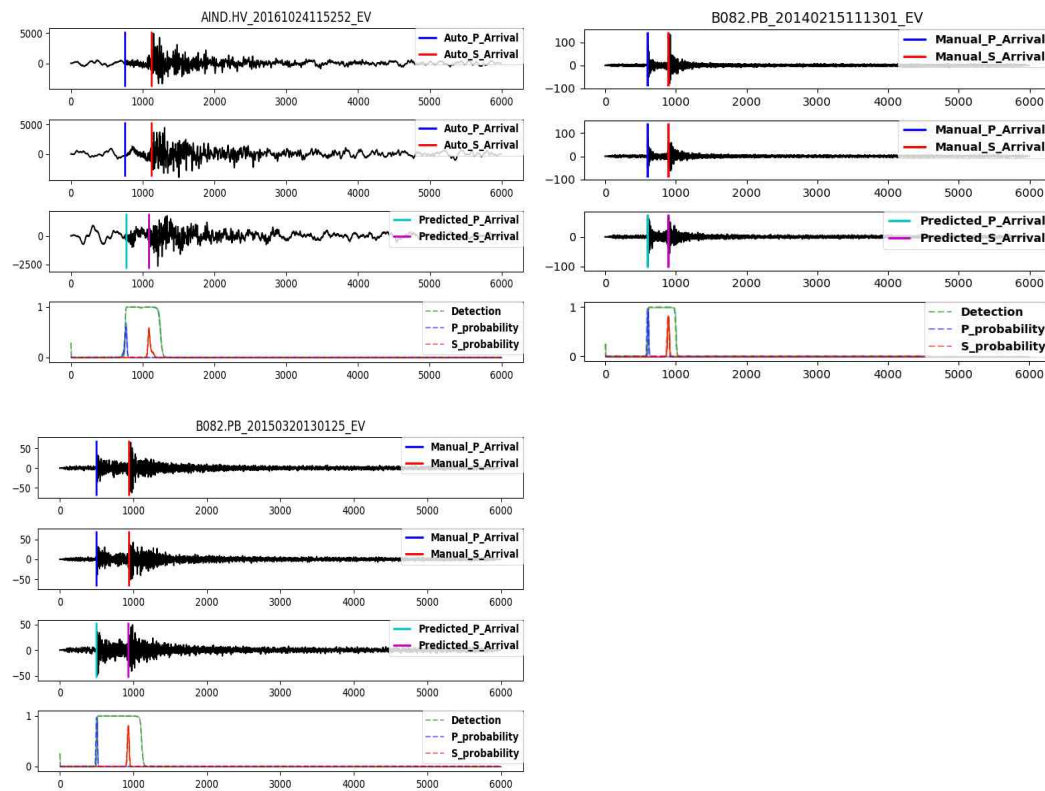 AIND.HV_20161024115252_EV
5000
0
Auto_P_Arrival
Auto_S_Arrival
0 1000 2000 3000 4000 5000 6000
5000
0
Auto_P_Arrival
Auto_S_Arrival
0 1000 2000 3000 4000 5000 6000
0
−2500
Predicted_P_Arrival
Predicted_S_Arrival
0 1000 2000 3000 4000 5000 6000
1
0
Detection
P_probability
S_probability
0 1000 2000 3000 4000 5000 6000
B082.PB_20140215111301_EV
100
0
−100
Manual_P_Arrival
Manual_S_Arrival
0 1000 2000 3000 4000 5000 6000
100
0
−100
Manual_P_Arrival
Manual_S_Arrival
0 1000 2000 3000 4000 5000 6000
0
−100
Predicted_P_Arrival
Predicted_S_Arrival
0 1000 2000 3000 4000 5000 6000
1
0
Detection
P_probability
S_probability
0 1000 2000 3000 4000 5000 6000
B082.PB_20150320130125_EV
50
0
−50
Manual_P_Arrival
Manual_S_Arrival
0 1000 2000 3000 4000 5000 6000
50
0
−50
Manual_P_Arrival
Manual_S_Arrival
0 1000 2000 3000 4000 5000 6000
50
0
−50
Predicted_P_Arrival
Predicted_S_Arrival
0 1000 2000 3000 4000 5000 6000
1
0
Detection
P_probability
S_probability
0 1000 2000 3000 4000 5000 6000